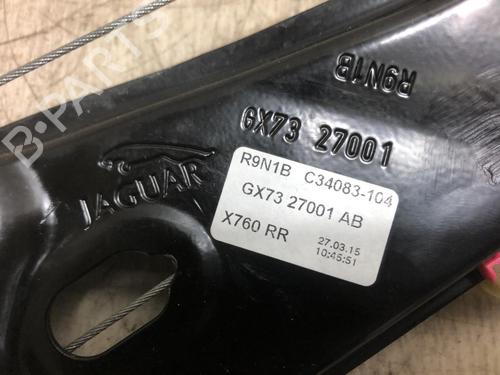 R9N1B
GX73 27001
JAGUAR
R9N1B C34083-104
GX73 27001 AB
X760 RR
27.03.15
10:45:51
B-PARTS